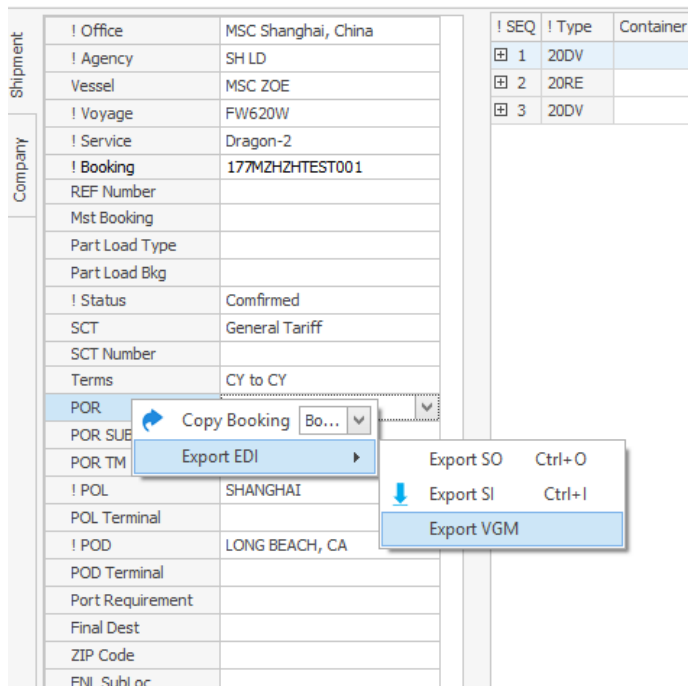 Shipment
Company
! Office MSC Shanghai, China
! Agency SH LD
Vessel MSC ZOE
! Voyage FW620W
! Service Dragon-2
! Booking 177MZHZHTEST001
REF Number
Mst Booking
Part Load Type
Part Load Bkg
! Status Comfirmed
SCT General Tariff
SCT Number
Terms CY to CY
POR
POR SUB
POR TM
! POL SHANGHAI
POL Terminal
! POD LONG BEACH, CA
POD Terminal
Port Requirement
Final Dest
ZIP Code
FNL SubLoc
Copy Booking Bo...
Export EDI
Export SO Ctrl+O
Export SI Ctrl+I
Export VGM
! SEQ ! Type Container
1 20DV
2 20RE
3 20DV